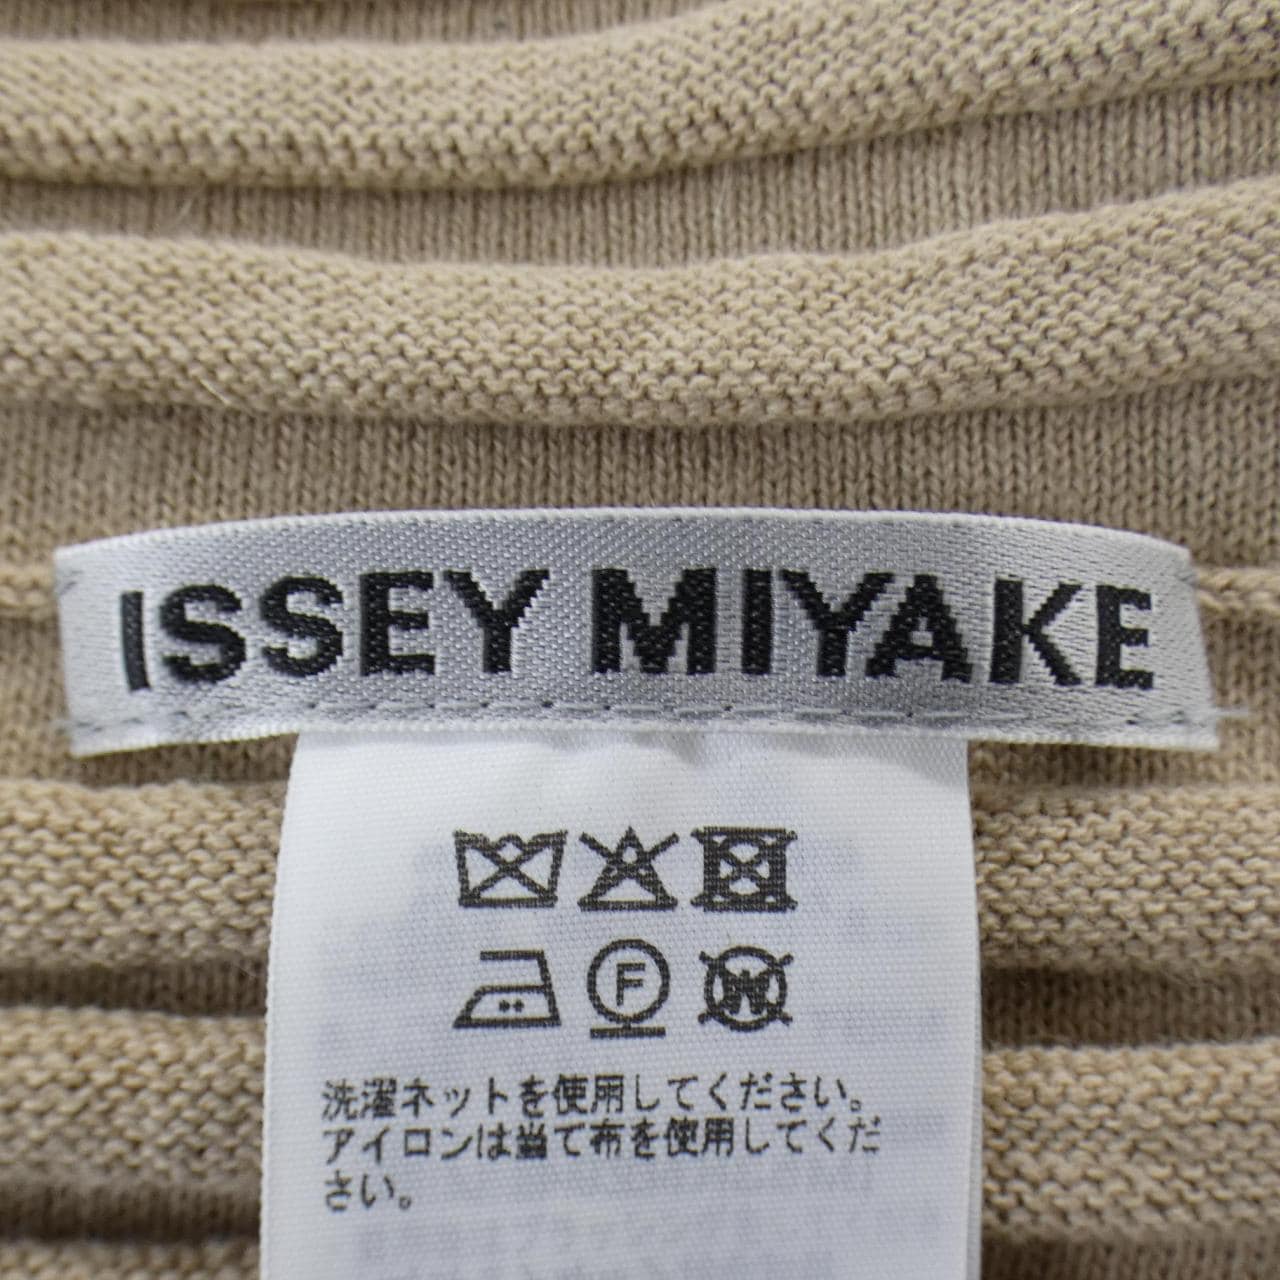 ISSEY MIYAKE
F
W
洗濯ネットを使用してください。
アイロンは当て布を使用してくだ
さい。